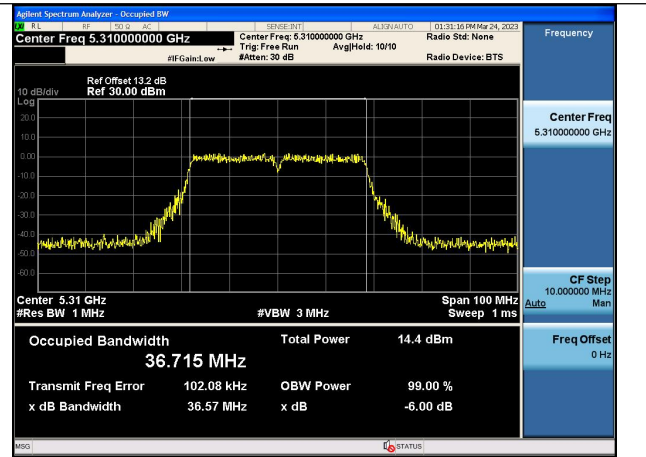 Agilent Spectrum Analyzer - Occupied BW
RL RF 50 Ω AC SENSE:INT ALIGN AUTO 01:31:16 PM Mar 24, 2023
Center Freq 5.310000000 GHz
Center Freq: 5.310000000 GHz Radio Std: None
Trig: Free Run Avg|Hold: 10/10
#IFGain:Low #Atten: 30 dB Radio Device: BTS
Frequency
Ref Offset 13.2 dB
10 dB/div Ref 30.00 dBm
Log
20.0
10.0
0.00
-10.0
-20.0
-30.0
-40.0
-50.0
-60.0
Center Freq
5.310000000 GHz
Center 5.31 GHz Span 100 MHz
#Res BW 1 MHz #VBW 3 MHz Sweep 1 ms
CF Step
10.000000 MHz
Auto Man
Occupied Bandwidth Total Power 14.4 dBm
36.715 MHz
Transmit Freq Error 102.08 kHz OBW Power 99.00 %
x dB Bandwidth 36.57 MHz x dB -6.00 dB
Freq Offset
0 Hz
MSG STATUS